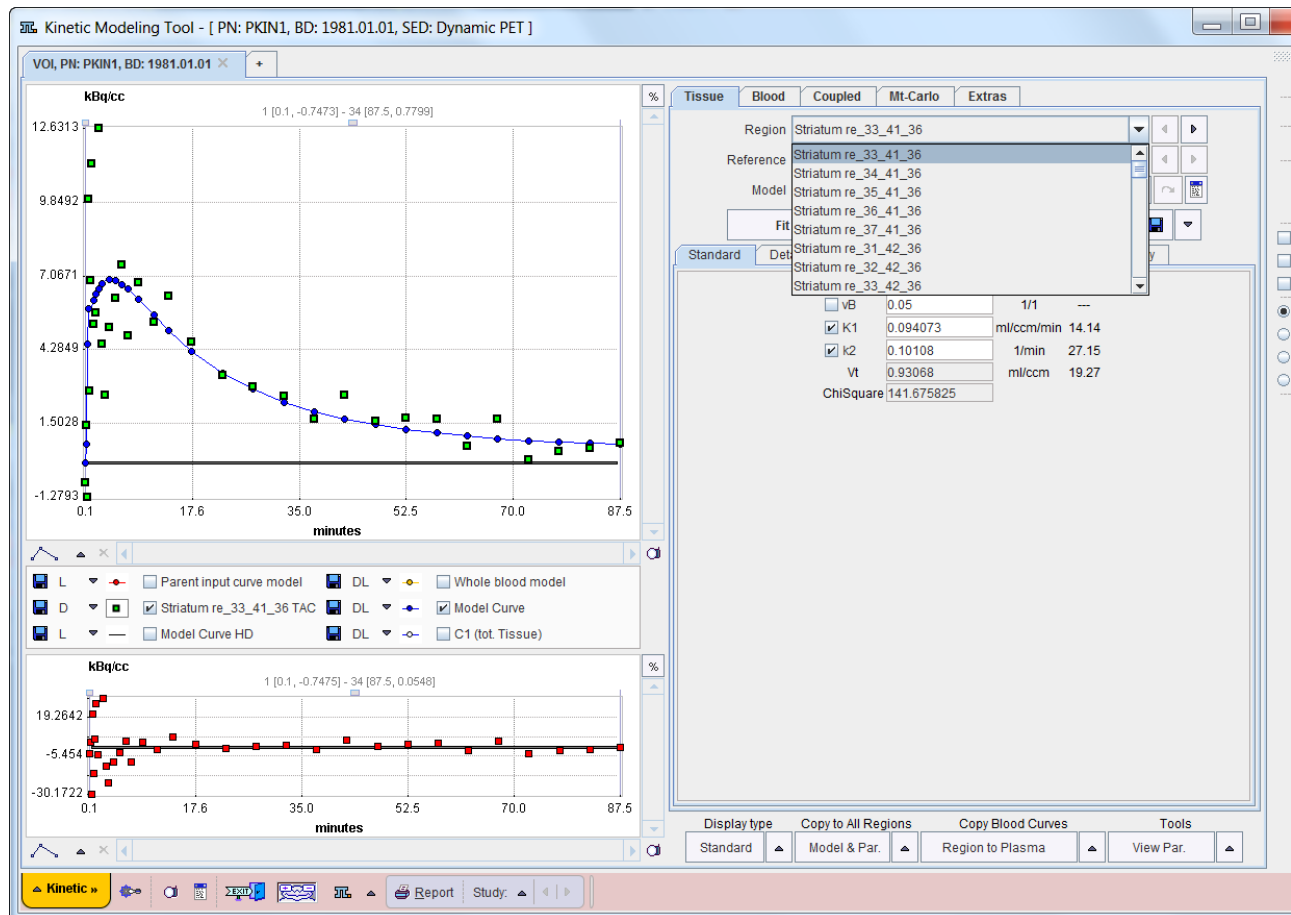 Kinetic Modeling Tool - [ PN: PKIN1, BD: 1981.01.01, SED: Dynamic PET ]
VOI, PN: PKIN1, BD: 1981.01.01
+
kBq/cc
%
1 [0.1, -0.7473] - 34 [87.5, 0.7799]
12.6313
9.8492
7.0671
4.2849
1.5028
-1.2793
0.1 17.6 35.0 52.5 70.0 87.5
minutes
L Parent input curve model DL Whole blood model
D Striatum re_33_41_36 TAC DL Model Curve
L Model Curve HD DL C1 (tot. Tissue)
kBq/cc
%
1 [0.1, -0.7475] - 34 [87.5, 0.0548]
19.2642
-5.454
-30.1722
0.1 17.6 35.0 52.5 70.0 87.5
minutes
Tissue Blood Coupled Mt-Carlo Extras
Region Striatum re_33_41_36
Reference
Model
Striatum re_33_41_36
Striatum re_34_41_36
Striatum re_35_41_36
Striatum re_36_41_36
Striatum re_37_41_36
Striatum re_31_42_36
Striatum re_32_42_36
Striatum re_33_42_36
Fit
Standard Det
vB 0.05 1/1 ---
K1 0.094073 ml/ccm/min 14.14
k2 0.10108 1/min 27.15
Vt 0.93068 ml/ccm 19.27
ChiSquare 141.675825
Display type Copy to All Regions Copy Blood Curves Tools
Standard Model & Par. Region to Plasma View Par.
Kinetic » EXIT Report Study: